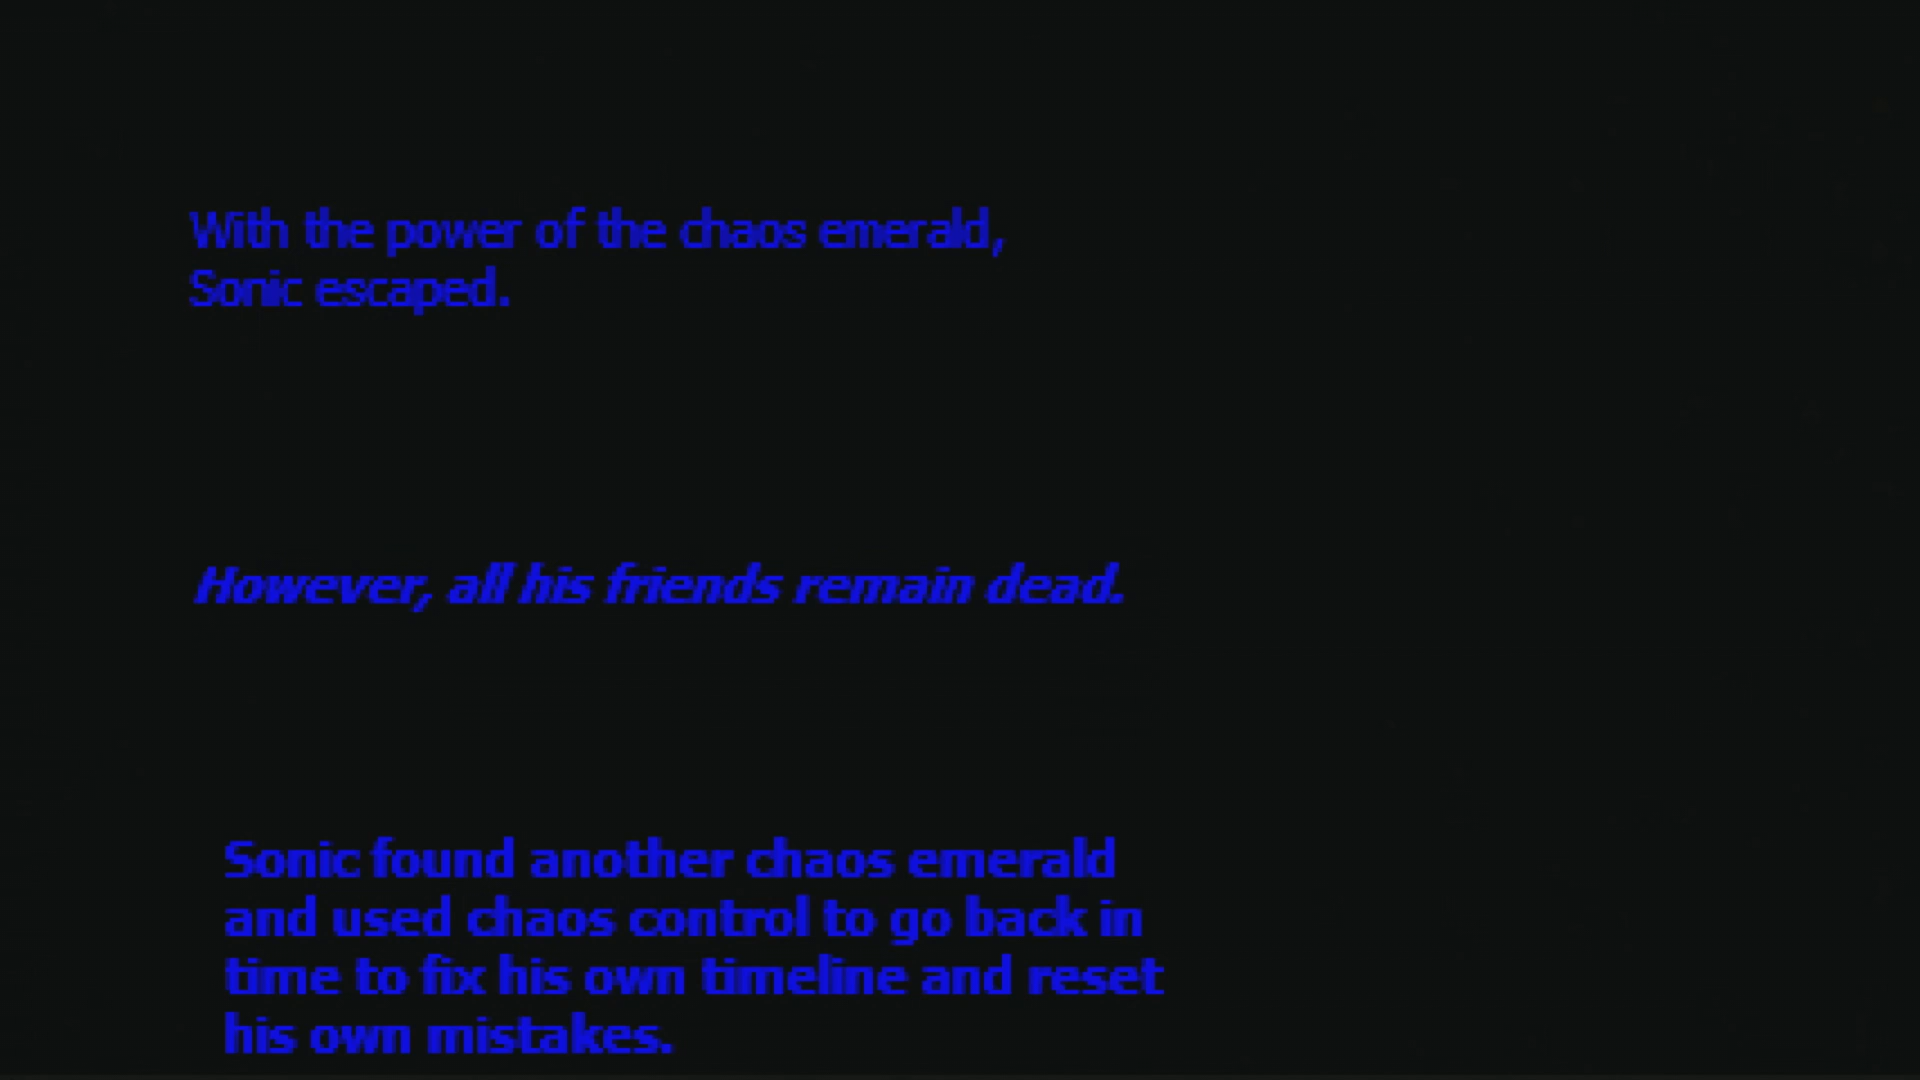 With the power of the chaos emerald,
Sonic escaped.
However, all his friends remain dead.
Sonic found another chaos emerald
and used chaos control to go back in
time to fix his own timeline and reset
his own mistakes.